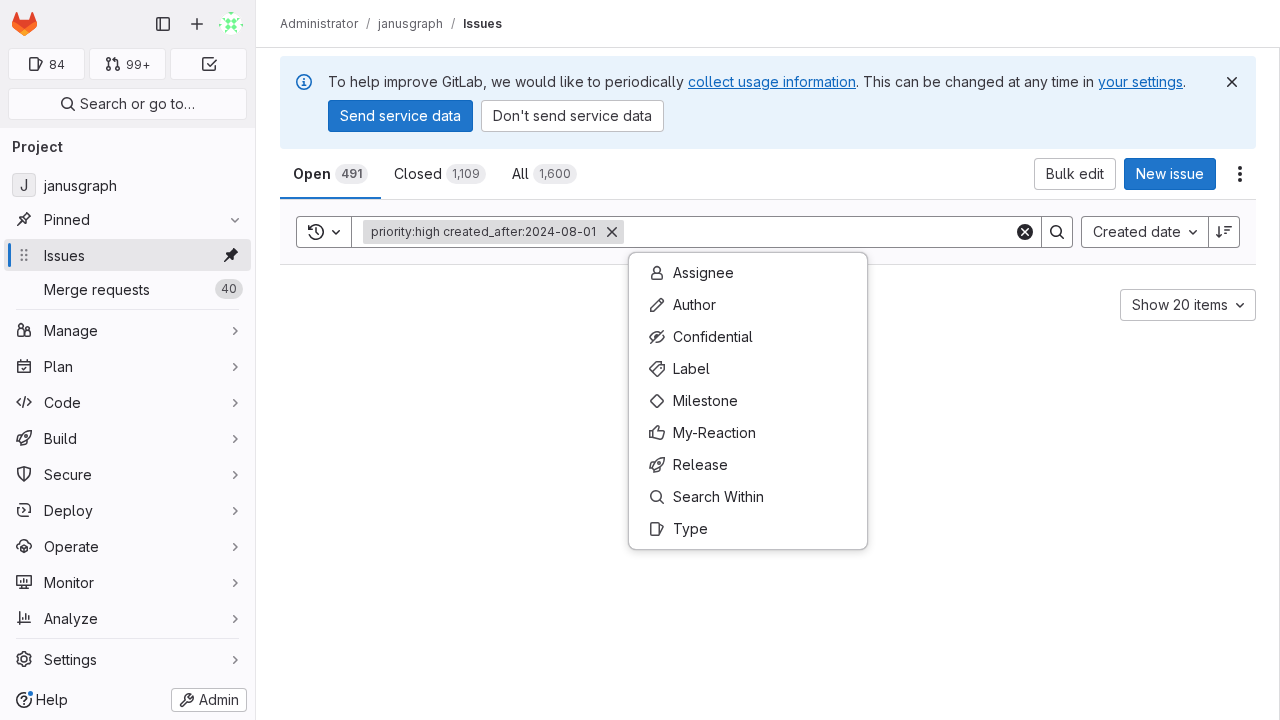 Administrator / janusgraph / Issues
84
99+
Search or go to…
Project
J janusgraph
Pinned
Issues
Merge requests 40
Manage
Plan
Code
Build
Secure
Deploy
Operate
Monitor
Analyze
Settings
Help
Admin
To help improve GitLab, we would like to periodically collect usage information. This can be changed at any time in your settings.
Send service data
Don't send service data
Open 491
Closed 1,109
All 1,600
Bulk edit
New issue
priority:high created_after:2024-08-01
Created date
Assignee
Author
Confidential
Label
Milestone
My-Reaction
Release
Search Within
Type
Show 20 items